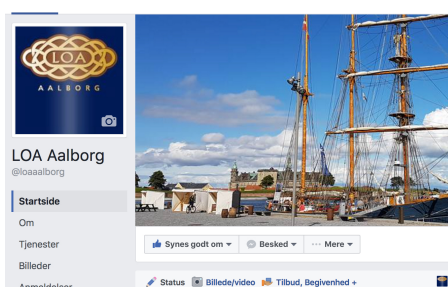 LOA
AALBORG
LOA Aalborg
@loaaalborg
Startside
Om
Tjenester
Billeder
Anmeldelser
Synes godt om
Besked
Mere
Status
Billede/video
Tilbud, Begivenhed +